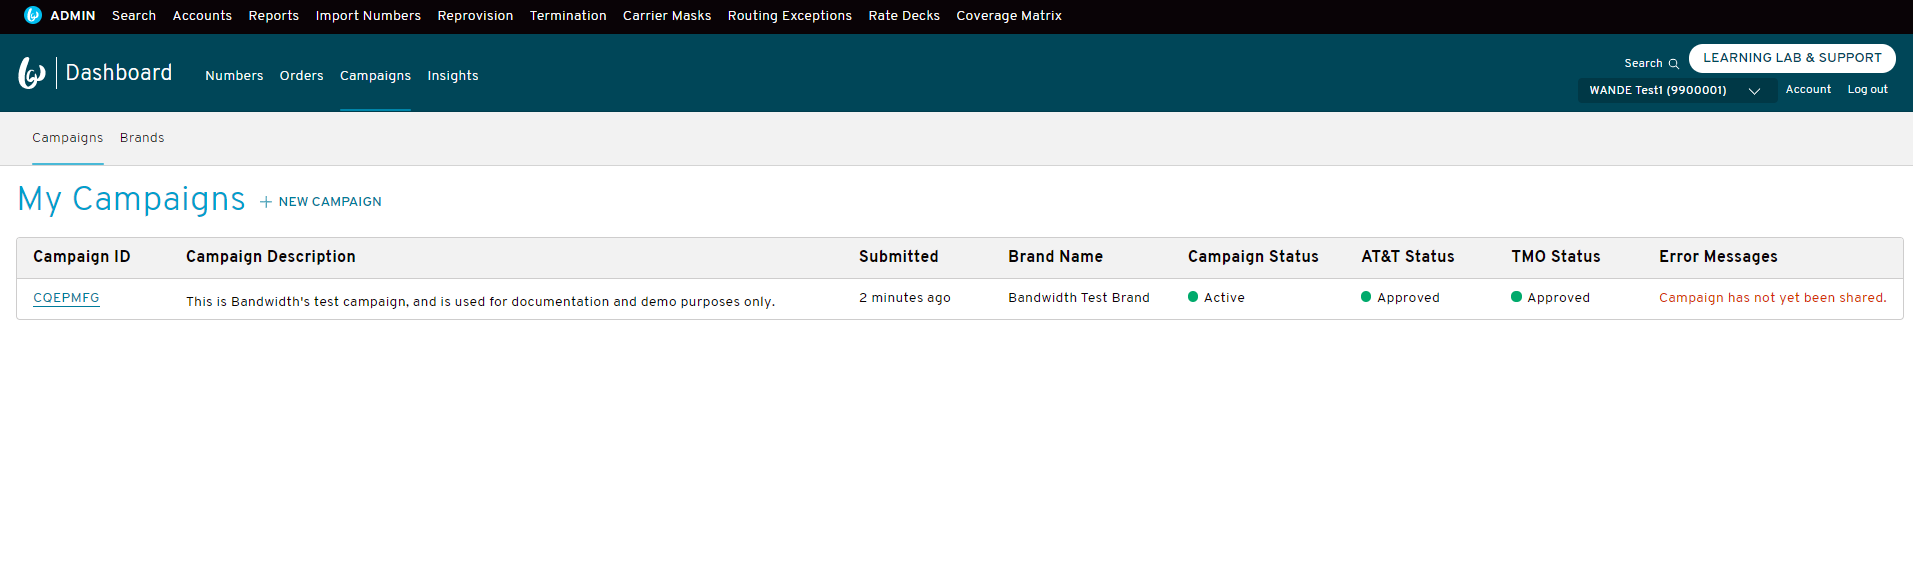 ADMIN Search Accounts Reports Import Numbers Reprovision Termination Carrier Masks Routing Exceptions Rate Decks Coverage Matrix
Dashboard Numbers Orders Campaigns Insights Search LEARNING LAB & SUPPORT
WANDE Test1 (9900001) Account Log out
Campaigns Brands
My Campaigns + NEW CAMPAIGN
Campaign ID Campaign Description Submitted Brand Name Campaign Status AT&T Status TMO Status Error Messages
CQEPMFG This is Bandwidth's test campaign, and is used for documentation and demo purposes only. 2 minutes ago Bandwidth Test Brand Active Approved Approved Campaign has not yet been shared.